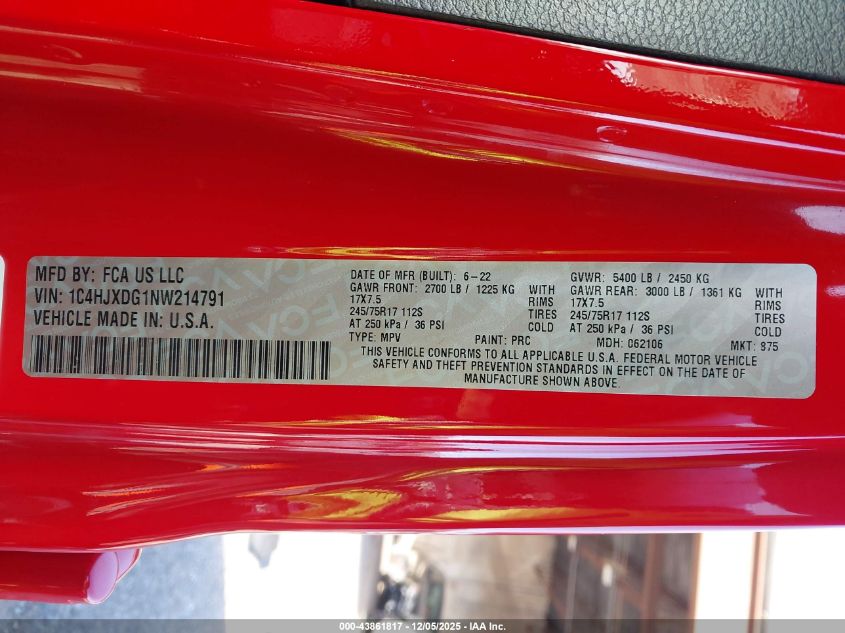 MFD BY: FCA US LLC
VIN: 1C4HJXDG1NW214791
VEHICLE MADE IN: U.S.A.
DATE OF MFR (BUILT): 6-22
GAWR FRONT: 2700 LB / 1225 KG WITH
17X7.5 RIMS
245/75R17 112S TIRES
AT 250 kPa / 36 PSI COLD
GVWR: 5400 LB / 2450 KG
GAWR REAR: 3000 LB / 1361 KG WITH
17X7.5 RIMS
245/75R17 112S TIRES
AT 250 kPa / 36 PSI COLD
TYPE: MPV PAINT: PRC MDH: 062106 MKT: 875
THIS VEHICLE CONFORMS TO ALL APPLICABLE U.S.A. FEDERAL MOTOR VEHICLE
SAFETY AND THEFT PREVENTION STANDARDS IN EFFECT ON THE DATE OF
MANUFACTURE SHOWN ABOVE.
000-43861817 - 12/05/2025 - IAA Inc.